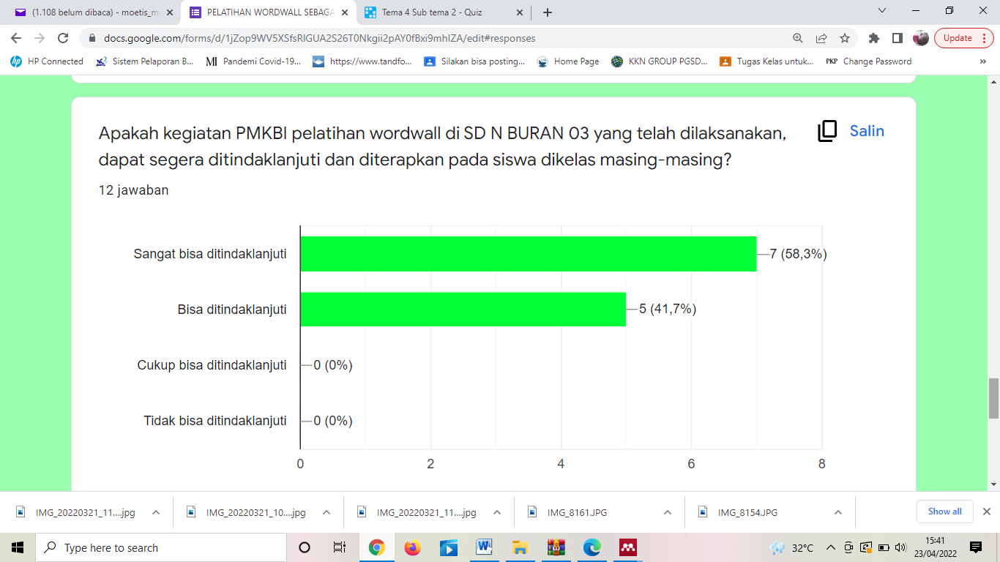 (1.108 belum dibaca) - moetis_m
PELATIHAN WORDWALL SEBAGA
Tema 4 Sub tema 2 - Quiz
docs.google.com/forms/d/1jZop9WV5XSfsRlGUA2S26T0Nkgii2pAY0fBxi9mhIZA/edit#responses
Update
HP Connected
Sistem Pelaporan B...
Pandemi Covid-19...
https://www.tandfo...
Silakan bisa posting...
Home Page
KKN GROUP PGSD...
Tugas Kelas untuk...
PKP Change Password
Apakah kegiatan PMKBI pelatihan wordwall di SD N BURAN 03 yang telah dilaksanakan,
dapat segera ditindaklanjuti dan diterapkan pada siswa dikelas masing-masing?
Salin
12 jawaban
Sangat bisa ditindaklanjuti
7 (58,3%)
Bisa ditindaklanjuti
5 (41,7%)
Cukup bisa ditindaklanjuti
0 (0%)
Tidak bisa ditindaklanjuti
0 (0%)
0 2 4 6 8
IMG_20220321_11....jpg
IMG_20220321_10....jpg
IMG_20220321_11....jpg
IMG_8161.JPG
IMG_8154.JPG
Show all
Type here to search
32°C
15:41
23/04/2022